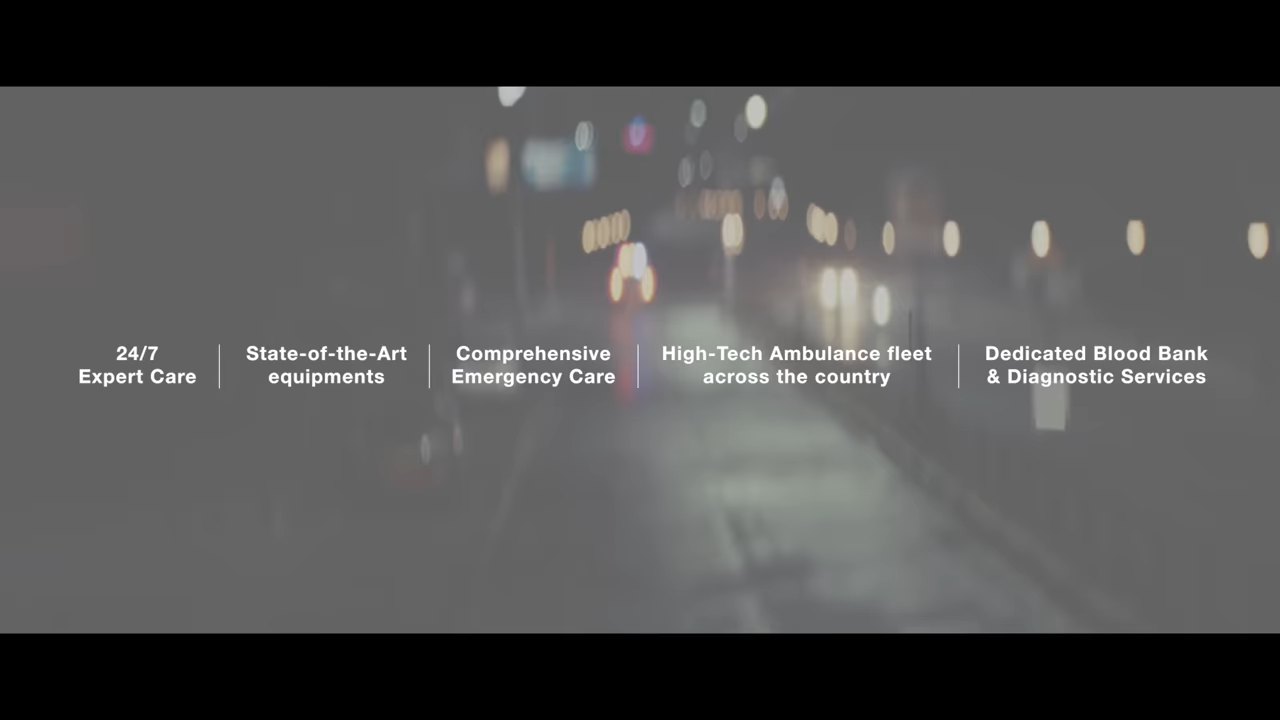 24/7
Expert Care
State-of-the-Art
equipments
Comprehensive
Emergency Care
High-Tech Ambulance fleet
across the country
Dedicated Blood Bank
& Diagnostic Services